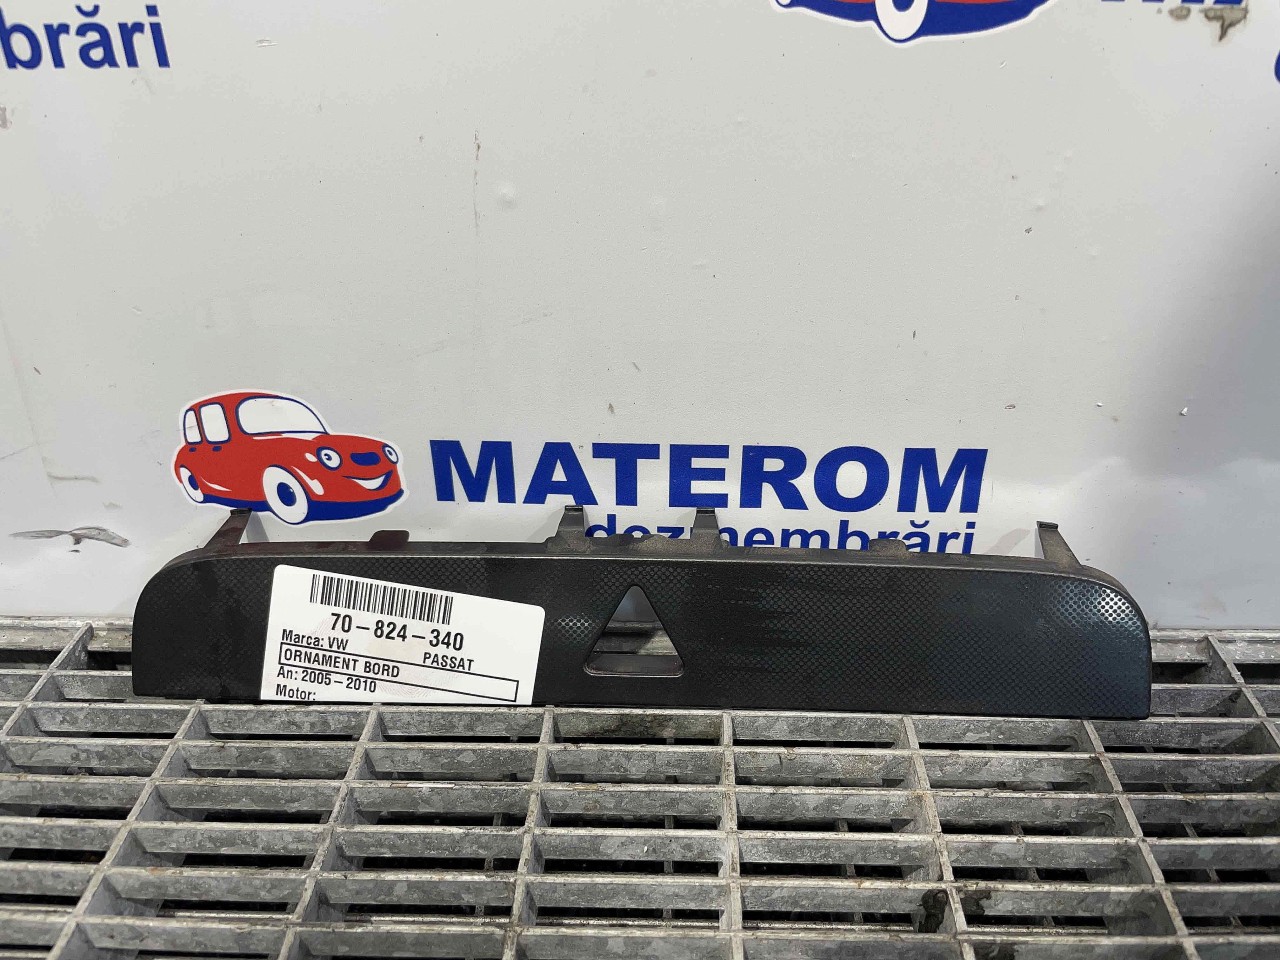 mbrări
MATEROM
dezmembrări
70-824-340
Marca: VW PASSAT
ORNAMENT BORD
An: 2005-2010
Motor: